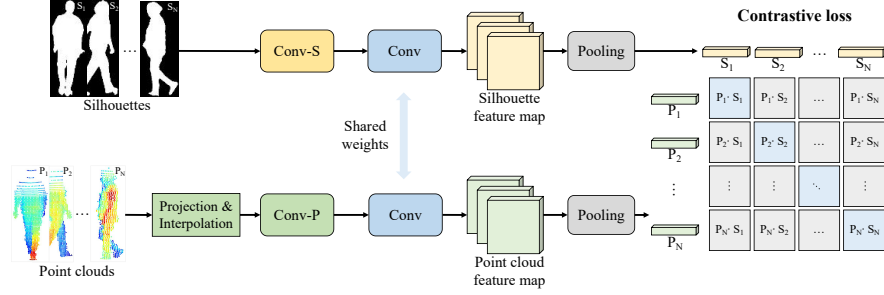 Contrastive loss
S1 S2 SN
...
Conv-S
Conv
Pooling
Silhouettes
Silhouette
feature map
S1 S2 ... SN
P1
P1· S1 P1· S2 ... P1· SN
P2
P2· S1 P2· S2 ... P2· SN
⋮
⋮ ⋮ ⋱ ⋮
PN
PN· S1 PN· S2 ... PN· SN
Shared
weights
P1 P2 PN
...
Projection &
Interpolation
Conv-P
Conv
Pooling
Point clouds
Point cloud
feature map